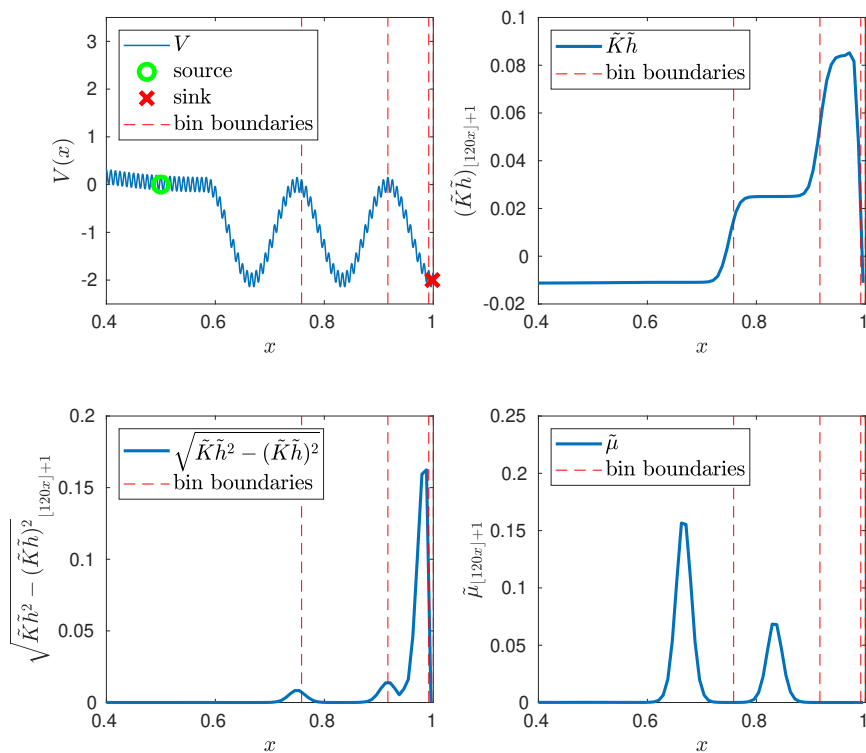 3
2
1
0
-1
-2
V(x)
V
source
sink
bin boundaries
0.4
0.6
0.8
1
x
0.1
0.08
0.06
0.04
0.02
0
-0.02
(K̃h̃)⌊120x⌋+1
K̃h̃
bin boundaries
0.4
0.6
0.8
1
x
0.2
0.15
0.1
0.05
0
√K̃h̃² − (K̃h̃)²⌊120x⌋+1
√K̃h̃² − (K̃h̃)²
bin boundaries
0.4
0.6
0.8
1
x
0.25
0.2
0.15
0.1
0.05
0
μ̃⌊120x⌋+1
μ̃
bin boundaries
0.4
0.6
0.8
1
x